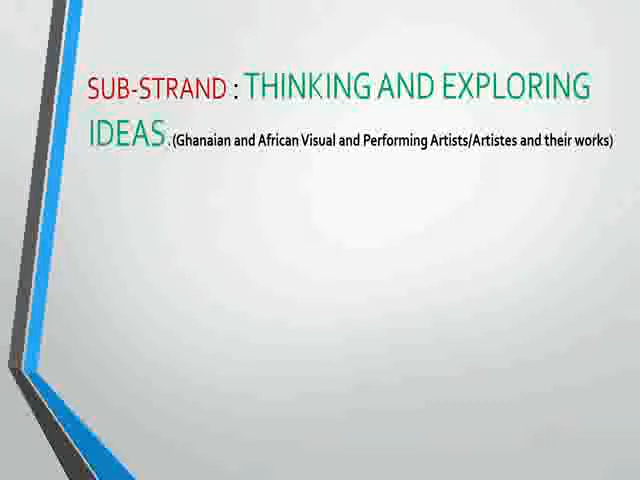 SUB-STRAND : THINKING AND EXPLORING
IDEAS. (Ghanaian and African Visual and Performing Artists/Artistes and their works)